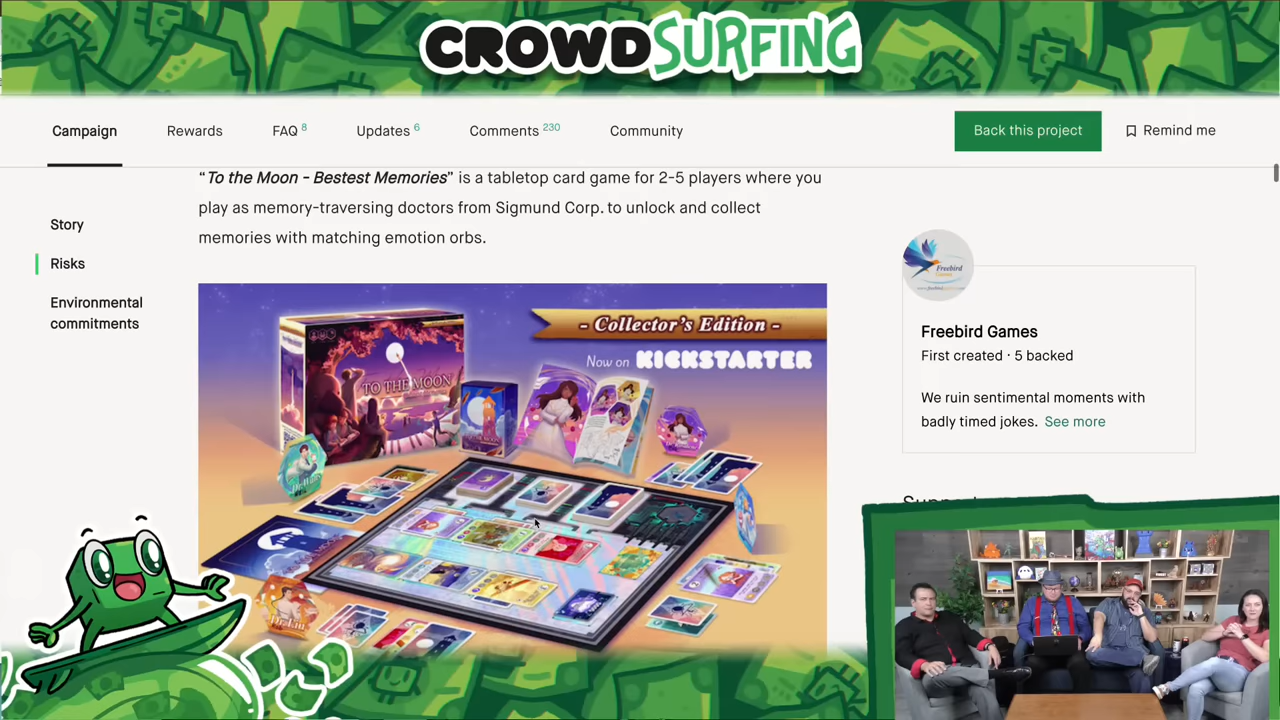 CROWDSURFING
Campaign
Rewards
FAQ 8
Updates 6
Comments 230
Community
Back this project
Remind me
Story
Risks
Environmental
commitments
“To the Moon - Bestest Memories” is a tabletop card game for 2-5 players where you
play as memory-traversing doctors from Sigmund Corp. to unlock and collect
memories with matching emotion orbs.
- Collector's Edition -
Now on KICKSTARTER
TO THE MOON
Freebird Games
First created · 5 backed
We ruin sentimental moments with
badly timed jokes. See more